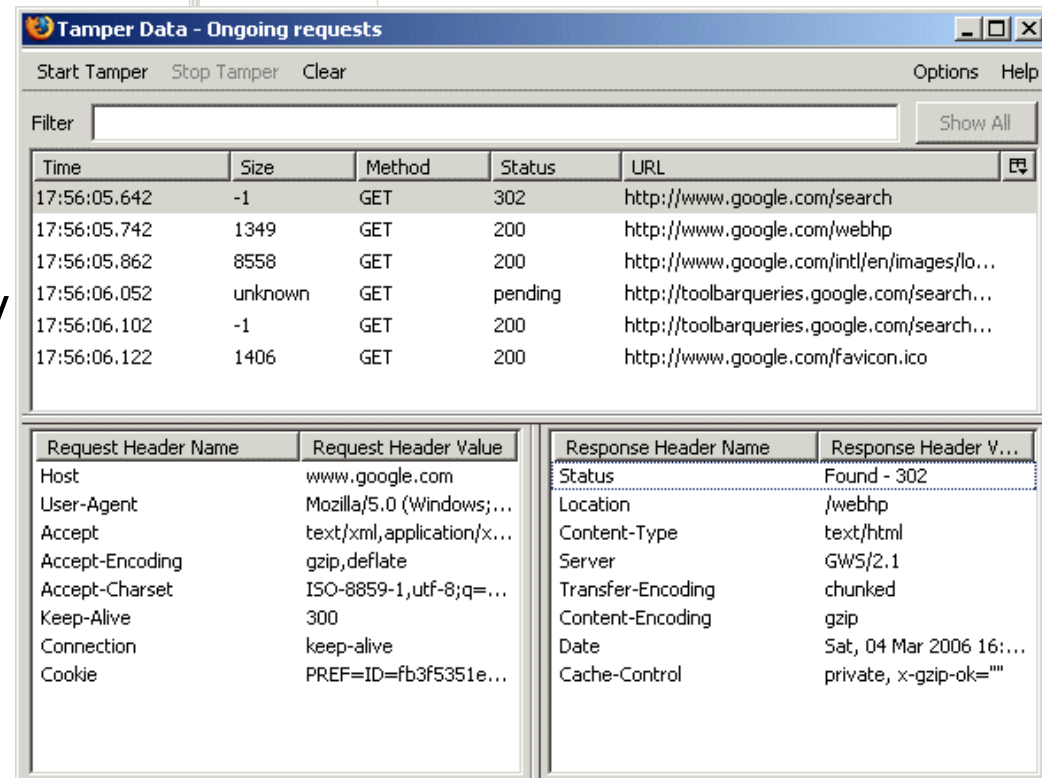 Tamper Data - Ongoing requests
Start Tamper Stop Tamper Clear Options Help
Filter Show All
Time Size Method Status URL
17:56:05.642 -1 GET 302 http://www.google.com/search
17:56:05.742 1349 GET 200 http://www.google.com/webhp
17:56:05.862 8558 GET 200 http://www.google.com/intl/en/images/lo...
17:56:06.052 unknown GET pending http://toolbarqueries.google.com/search...
17:56:06.102 -1 GET 200 http://toolbarqueries.google.com/search...
17:56:06.122 1406 GET 200 http://www.google.com/favicon.ico
Request Header Name Request Header Value Response Header Name Response Header V...
Host www.google.com Status Found - 302
User-Agent Mozilla/5.0 (Windows;... Location /webhp
Accept text/xml,application/x... Content-Type text/html
Accept-Encoding gzip,deflate Server GWS/2.1
Accept-Charset ISO-8859-1,utf-8;q=... Transfer-Encoding chunked
Keep-Alive 300 Content-Encoding gzip
Connection keep-alive Date Sat, 04 Mar 2006 16:...
Cookie PREF=ID=fb3f5351e... Cache-Control private, x-gzip-ok=""